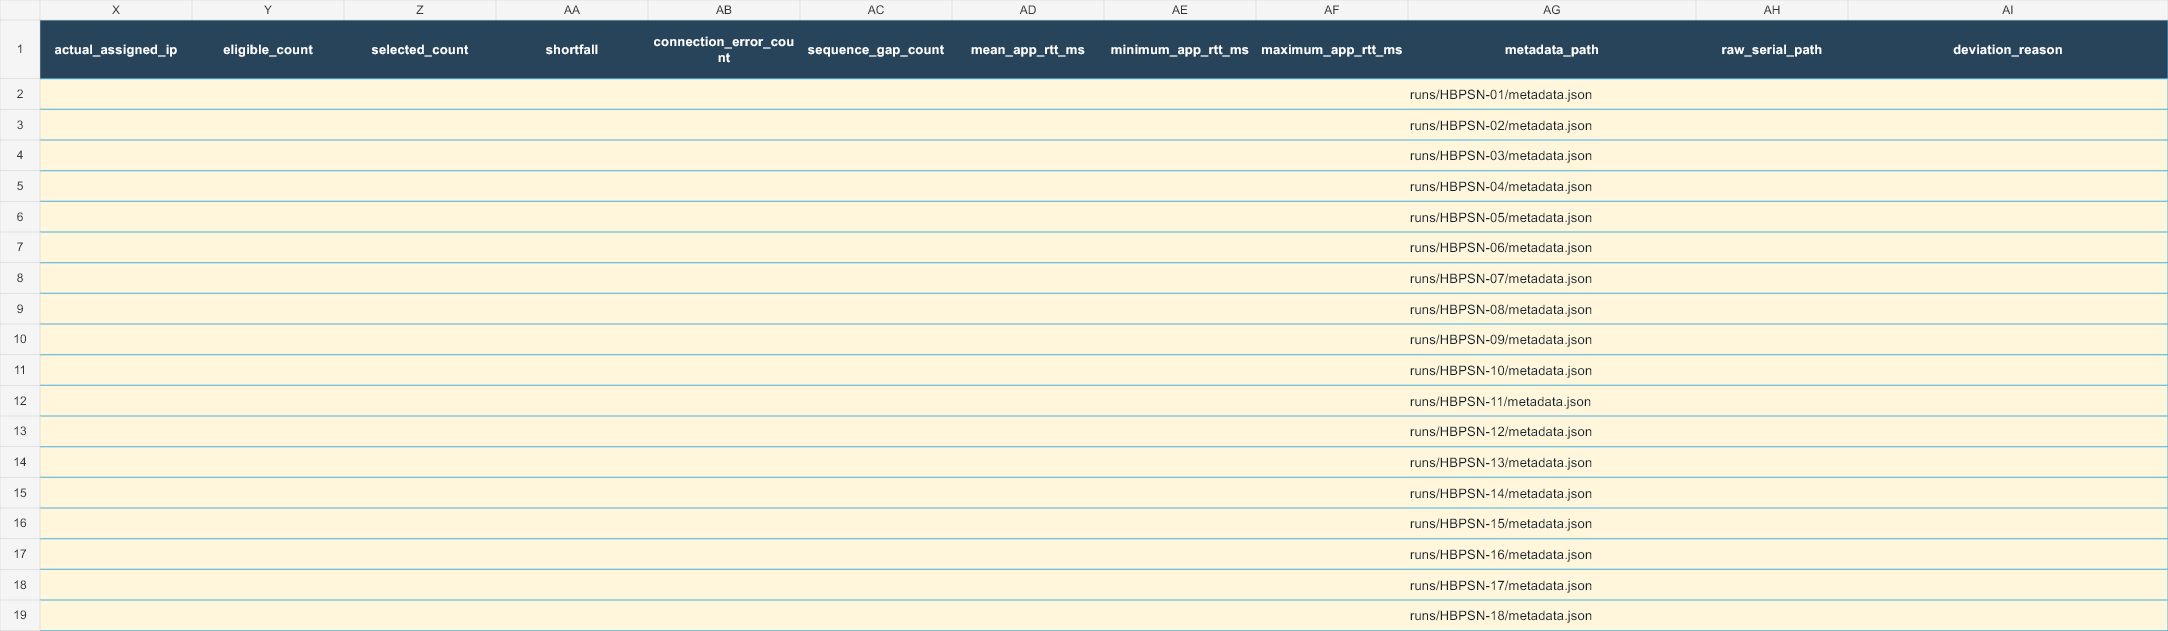 X Y Z AA AB AC AD AE AF AG AH AI
1 actual_assigned_ip eligible_count selected_count shortfall connection_error_cou
nt sequence_gap_count mean_app_rtt_ms minimum_app_rtt_ms maximum_app_rtt_ms metadata_path raw_serial_path deviation_reason
2 runs/HBPSN-01/metadata.json
3 runs/HBPSN-02/metadata.json
4 runs/HBPSN-03/metadata.json
5 runs/HBPSN-04/metadata.json
6 runs/HBPSN-05/metadata.json
7 runs/HBPSN-06/metadata.json
8 runs/HBPSN-07/metadata.json
9 runs/HBPSN-08/metadata.json
10 runs/HBPSN-09/metadata.json
11 runs/HBPSN-10/metadata.json
12 runs/HBPSN-11/metadata.json
13 runs/HBPSN-12/metadata.json
14 runs/HBPSN-13/metadata.json
15 runs/HBPSN-14/metadata.json
16 runs/HBPSN-15/metadata.json
17 runs/HBPSN-16/metadata.json
18 runs/HBPSN-17/metadata.json
19 runs/HBPSN-18/metadata.json